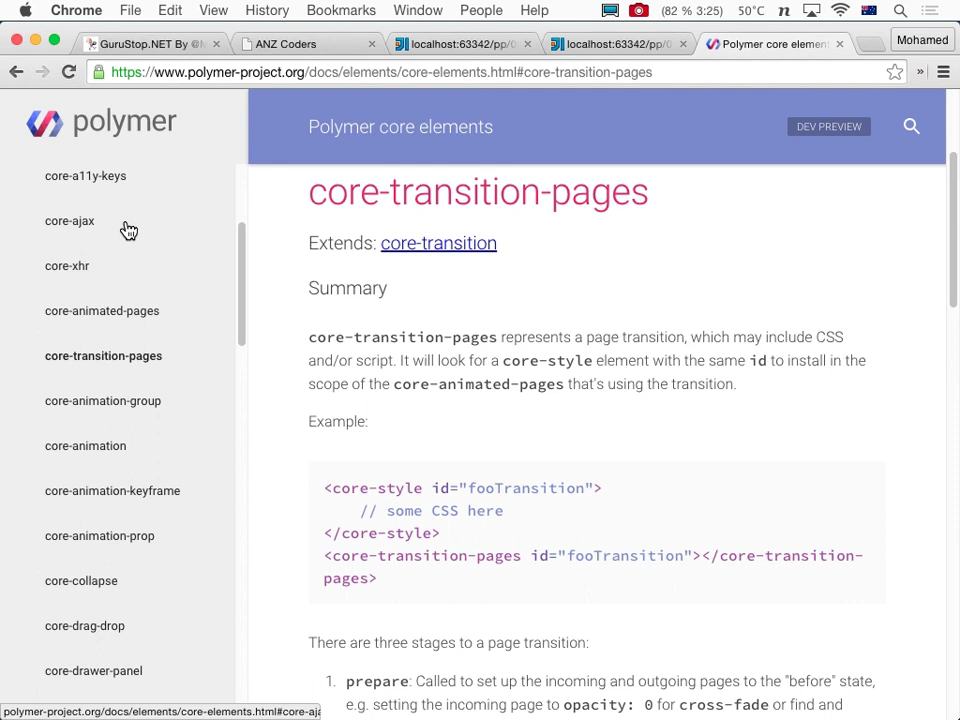 Chrome File Edit View History Bookmarks Window People Help (82 % 3:25) 50°C
GuruStop.NET By @M ANZ Coders localhost:63342/pp/0 localhost:63342/pp/ Polymer core elemen Mohamed
https://www.polymer-project.org/docs/elements/core-elements.html#core-transition-pages
polymer
Polymer core elements
DEV PREVIEW
core-a11y-keys
core-ajax
core-xhr
core-animated-pages
core-transition-pages
core-animation-group
core-animation
core-animation-keyframe
core-animation-prop
core-collapse
core-drag-drop
core-drawer-panel
core-transition-pages
Extends: core-transition
Summary
core-transition-pages represents a page transition, which may include CSS
and/or script. It will look for a core-style element with the same id to install in the
scope of the core-animated-pages that's using the transition.
Example:
<core-style id="fooTransition">
// some CSS here
</core-style>
<core-transition-pages id="fooTransition"></core-transition-
pages>
There are three stages to a page transition:
1. prepare: Called to set up the incoming and outgoing pages to the "before" state,
e.g. setting the incoming page to opacity: 0 for cross-fade or find and
polymer-project.org/docs/elements/core-elements.html#core-aja